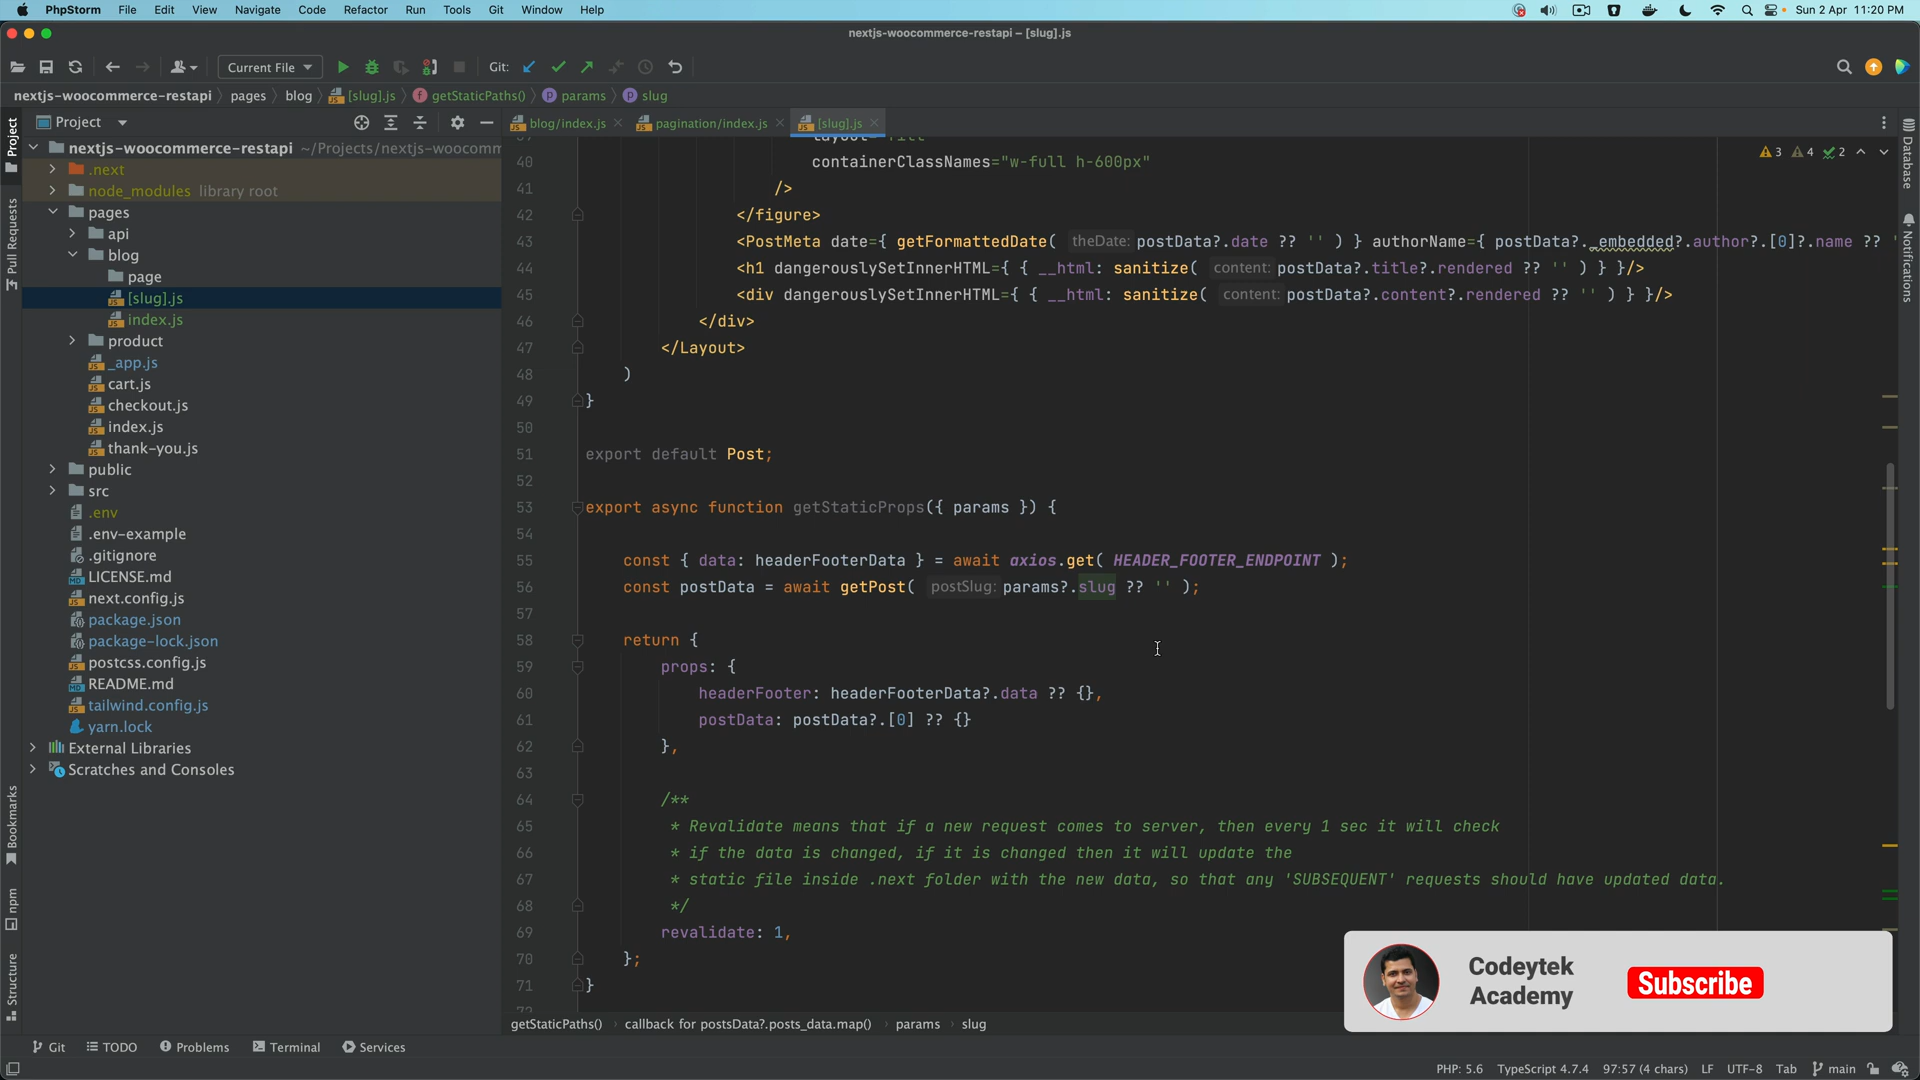 PhpStorm File Edit View Navigate Code Refactor Run Tools Git Window Help Sun 2 Apr 11:20 PM
nextjs-woocommerce-restapi – [slug].js
Current File Git:
nextjs-woocommerce-restapi pages blog [slug].js getStaticPaths() params slug
Project
blog/index.js pagination/index.js [slug].js
Project
Pull Requests
Bookmarks
npm
Structure
nextjs-woocommerce-restapi ~/Projects/nextjs-woocomm
.next
node_modules library root
pages
api
blog
page
[slug].js
index.js
product
_app.js
cart.js
checkout.js
index.js
thank-you.js
public
src
.env
.env-example
.gitignore
LICENSE.md
next.config.js
package.json
package-lock.json
postcss.config.js
README.md
tailwind.config.js
yarn.lock
External Libraries
Scratches and Consoles
3 4 2
40 containerClassNames="w-full h-600px"
41 />
42 </figure>
43 <PostMeta date={ getFormattedDate( theDate: postData?.date ?? '' ) } authorName={ postData?._embedded?.author?.[0]?.name ?? '
44 <h1 dangerouslySetInnerHTML={ { __html: sanitize( content: postData?.title?.rendered ?? '' ) } }/>
45 <div dangerouslySetInnerHTML={ { __html: sanitize( content: postData?.content?.rendered ?? '' ) } }/>
46 </div>
47 </Layout>
48 )
49 }
50
51 export default Post;
52
53 export async function getStaticProps({ params }) {
54
55 const { data: headerFooterData } = await axios.get( HEADER_FOOTER_ENDPOINT );
56 const postData = await getPost( postSlug: params?.slug ?? '' );
57
58 return {
59 props: {
60 headerFooter: headerFooterData?.data ?? {},
61 postData: postData?.[0] ?? {}
62 },
63
64 /**
65 * Revalidate means that if a new request comes to server, then every 1 sec it will check
66 * if the data is changed, if it is changed then it will update the
67 * static file inside .next folder with the new data, so that any 'SUBSEQUENT' requests should have updated data.
68 */
69 revalidate: 1,
70 };
71 }
Database
Notifications
Codeytek
Academy
Subscribe
getStaticPaths() callback for postsData?.posts_data.map() params slug
Git TODO Problems Terminal Services
PHP: 5.6 TypeScript 4.7.4 97:57 (4 chars) LF UTF-8 Tab main